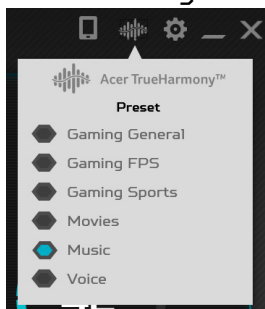 Acer TrueHarmony™
Preset
Gaming General
Gaming FPS
Gaming Sports
Movies
Music
Voice